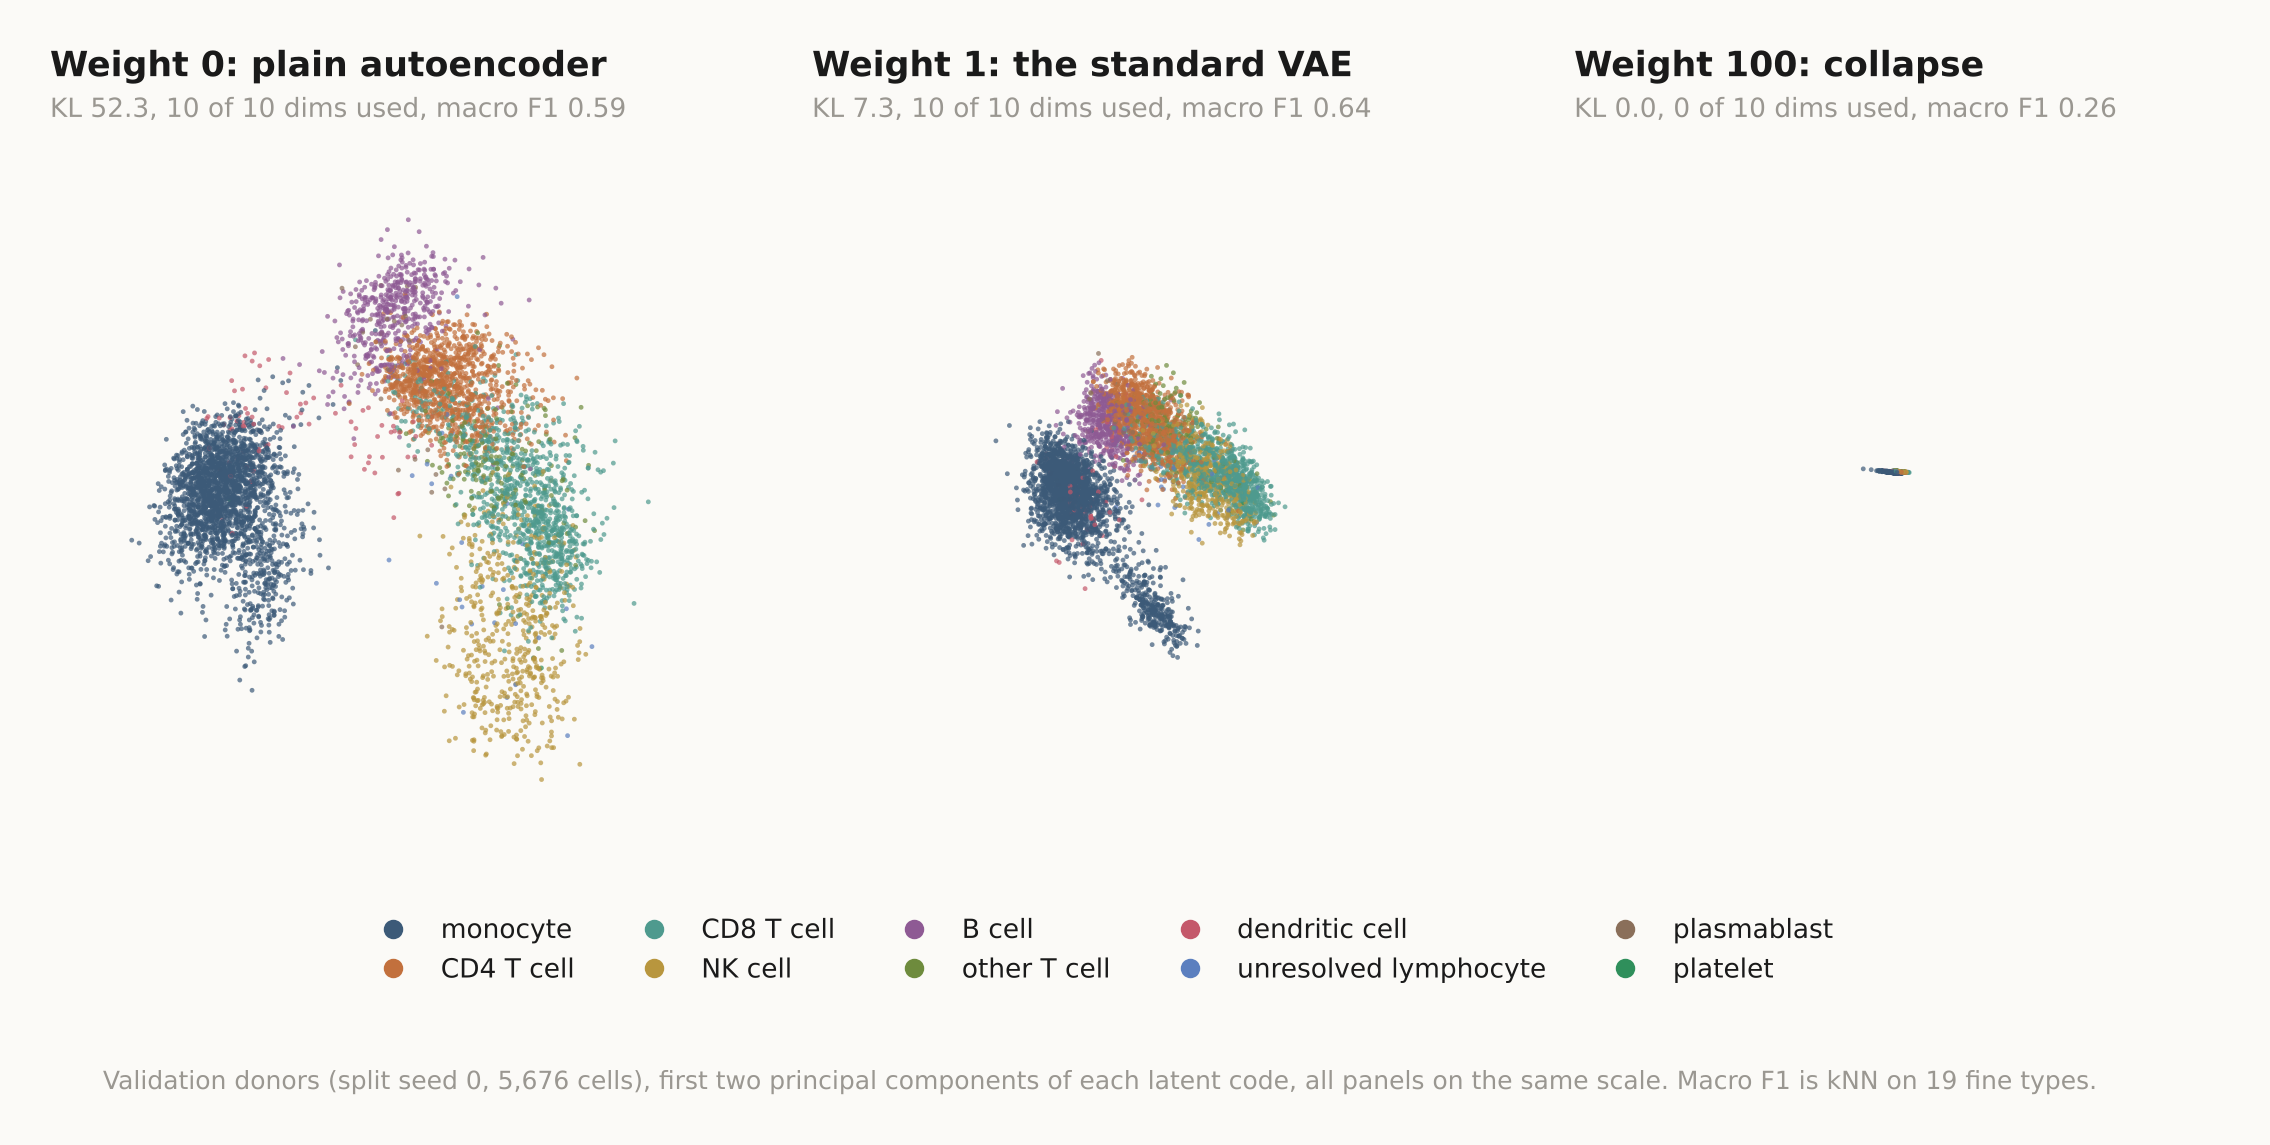 Weight 0: plain autoencoder
KL 52.3, 10 of 10 dims used, macro F1 0.59
Weight 1: the standard VAE
KL 7.3, 10 of 10 dims used, macro F1 0.64
Weight 100: collapse
KL 0.0, 0 of 10 dims used, macro F1 0.26
monocyte
CD8 T cell
B cell
dendritic cell
plasmablast
CD4 T cell
NK cell
other T cell
unresolved lymphocyte
platelet
Validation donors (split seed 0, 5,676 cells), first two principal components of each latent code, all panels on the same scale. Macro F1 is kNN on 19 fine types.